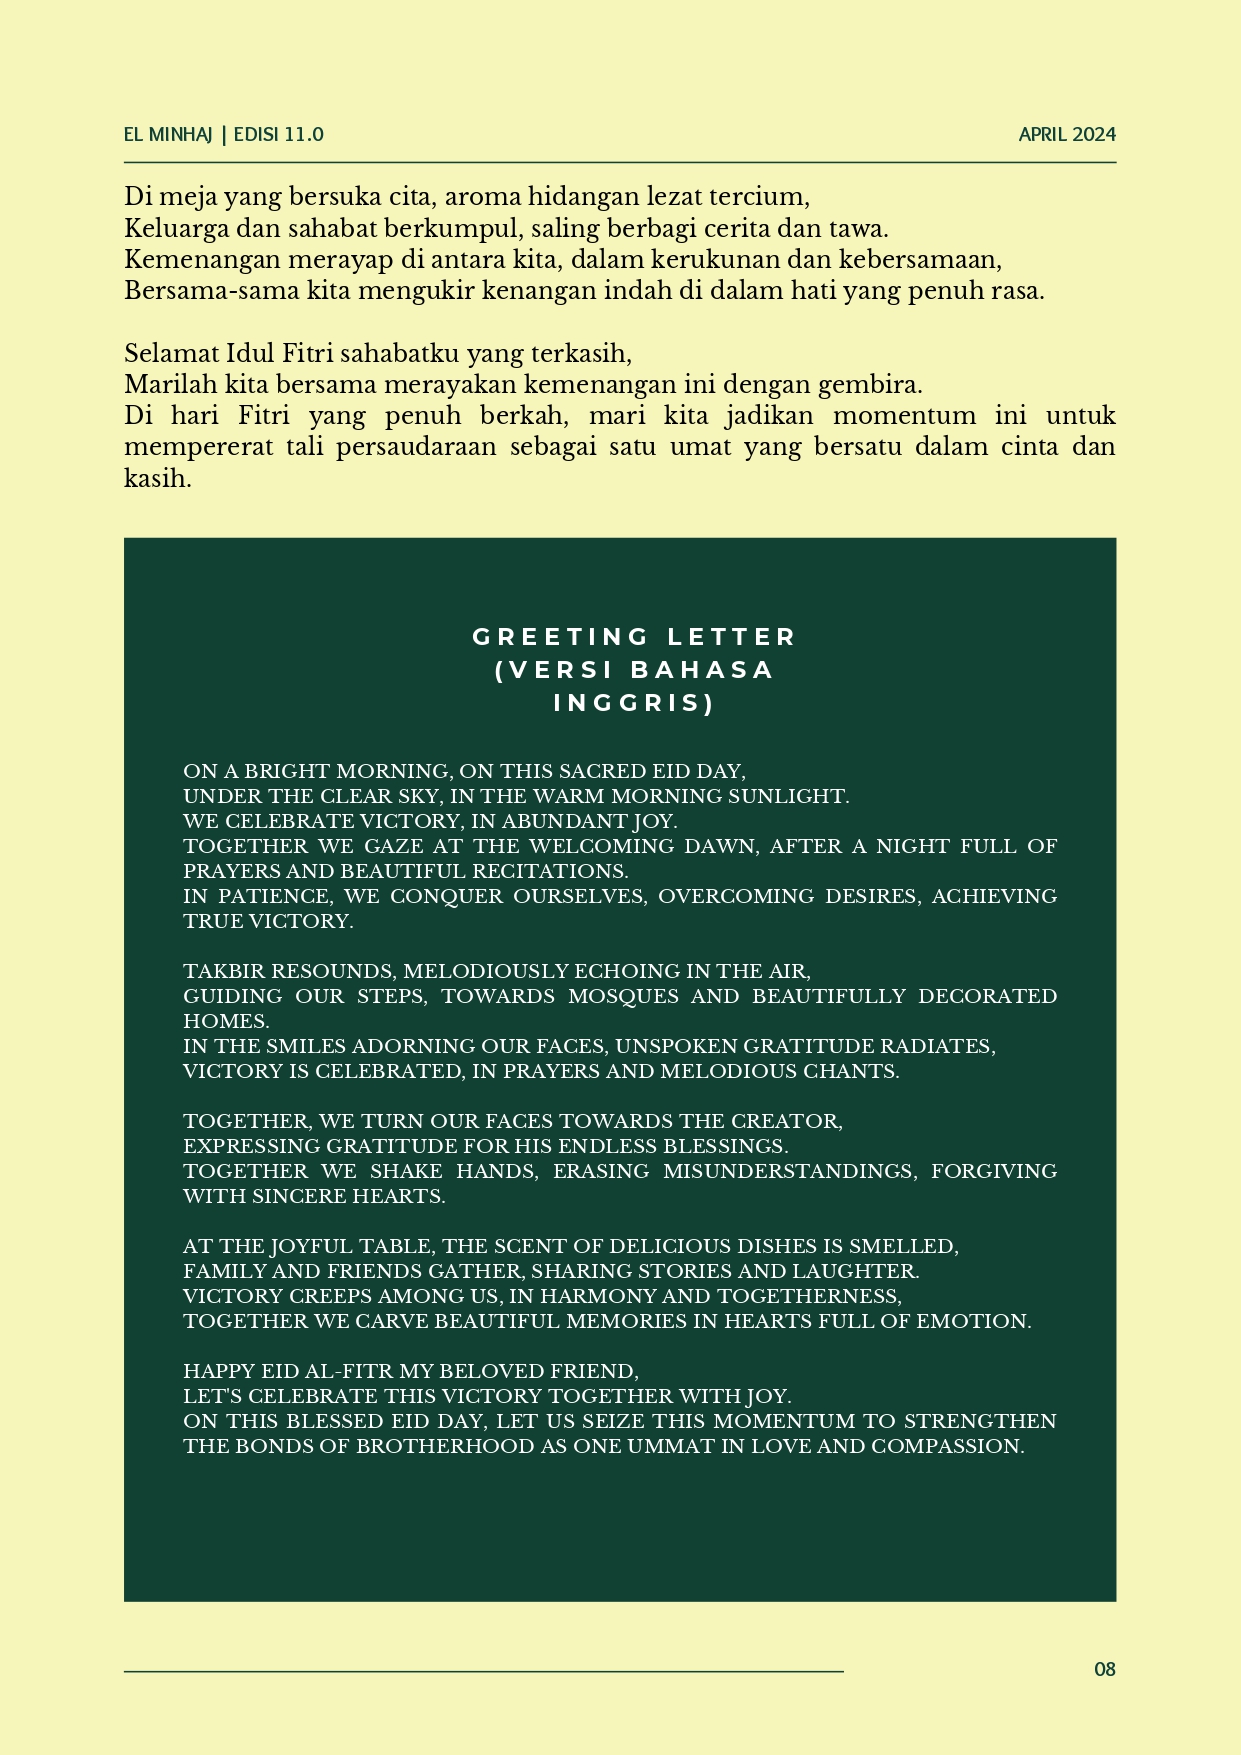 EL MINHAJ | EDISI 11.0
APRIL 2024
Di meja yang bersuka cita, aroma hidangan lezat tercium,
Keluarga dan sahabat berkumpul, saling berbagi cerita dan tawa.
Kemenangan merayap di antara kita, dalam kerukunan dan kebersamaan,
Bersama-sama kita mengukir kenangan indah di dalam hati yang penuh rasa.
Selamat Idul Fitri sahabatku yang terkasih,
Marilah kita bersama merayakan kemenangan ini dengan gembira.
Di hari Fitri yang penuh berkah, mari kita jadikan momentum ini untuk
mempererat tali persaudaraan sebagai satu umat yang bersatu dalam cinta dan
kasih.
GREETING LETTER
(VERSI BAHASA
INGGRIS)
ON A BRIGHT MORNING, ON THIS SACRED EID DAY,
UNDER THE CLEAR SKY, IN THE WARM MORNING SUNLIGHT.
WE CELEBRATE VICTORY, IN ABUNDANT JOY.
TOGETHER WE GAZE AT THE WELCOMING DAWN, AFTER A NIGHT FULL OF
PRAYERS AND BEAUTIFUL RECITATIONS.
IN PATIENCE, WE CONQUER OURSELVES, OVERCOMING DESIRES, ACHIEVING
TRUE VICTORY.
TAKBIR RESOUNDS, MELODIOUSLY ECHOING IN THE AIR,
GUIDING OUR STEPS, TOWARDS MOSQUES AND BEAUTIFULLY DECORATED
HOMES.
IN THE SMILES ADORNING OUR FACES, UNSPOKEN GRATITUDE RADIATES,
VICTORY IS CELEBRATED, IN PRAYERS AND MELODIOUS CHANTS.
TOGETHER, WE TURN OUR FACES TOWARDS THE CREATOR,
EXPRESSING GRATITUDE FOR HIS ENDLESS BLESSINGS.
TOGETHER WE SHAKE HANDS, ERASING MISUNDERSTANDINGS, FORGIVING
WITH SINCERE HEARTS.
AT THE JOYFUL TABLE, THE SCENT OF DELICIOUS DISHES IS SMELLED,
FAMILY AND FRIENDS GATHER, SHARING STORIES AND LAUGHTER.
VICTORY CREEPS AMONG US, IN HARMONY AND TOGETHERNESS,
TOGETHER WE CARVE BEAUTIFUL MEMORIES IN HEARTS FULL OF EMOTION.
HAPPY EID AL-FITR MY BELOVED FRIEND,
LET'S CELEBRATE THIS VICTORY TOGETHER WITH JOY.
ON THIS BLESSED EID DAY, LET US SEIZE THIS MOMENTUM TO STRENGTHEN
THE BONDS OF BROTHERHOOD AS ONE UMMAT IN LOVE AND COMPASSION.
08